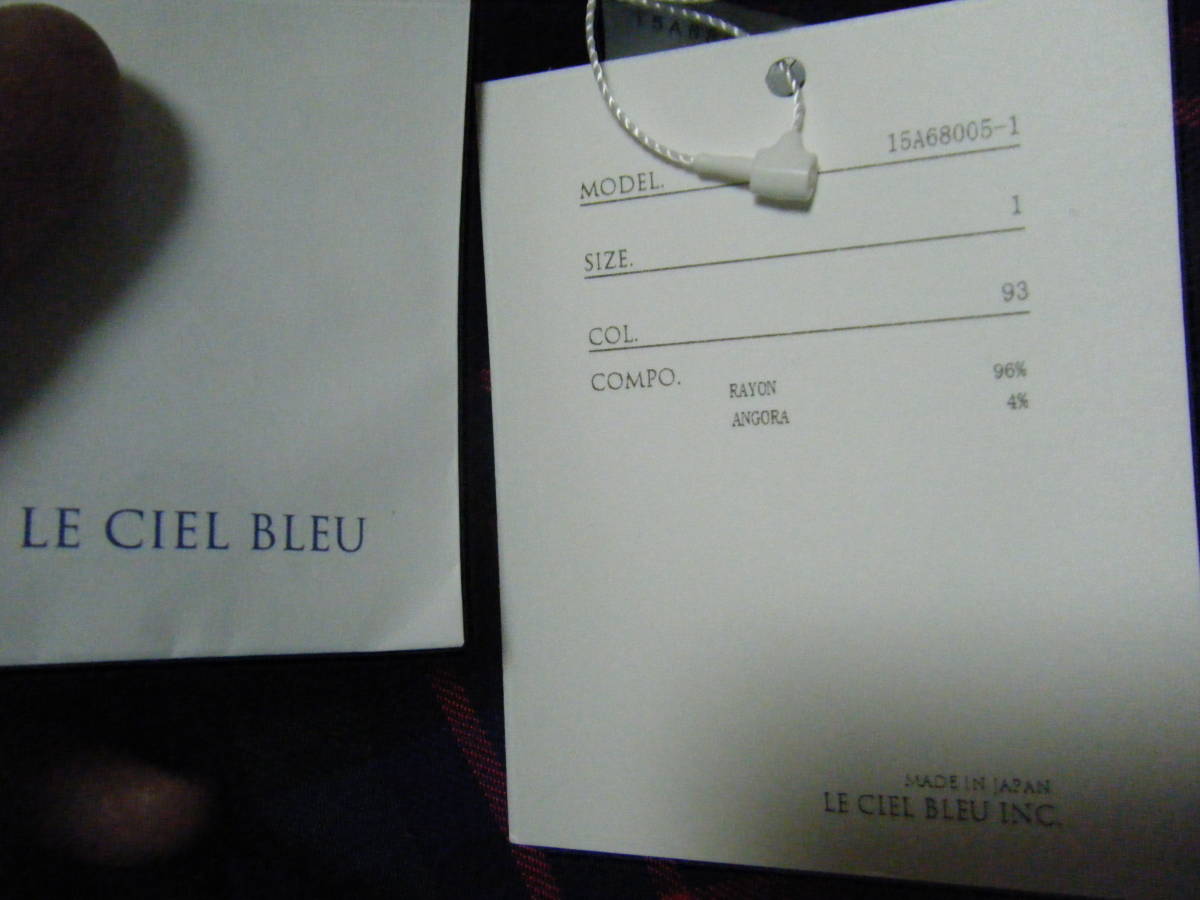 LE CIEL BLEU
MODEL. 15A68005-1
SIZE. 1
COL. 93
COMPO. RAYON 96%
ANGORA 4%
MADE IN JAPAN
LE CIEL BLEU INC.